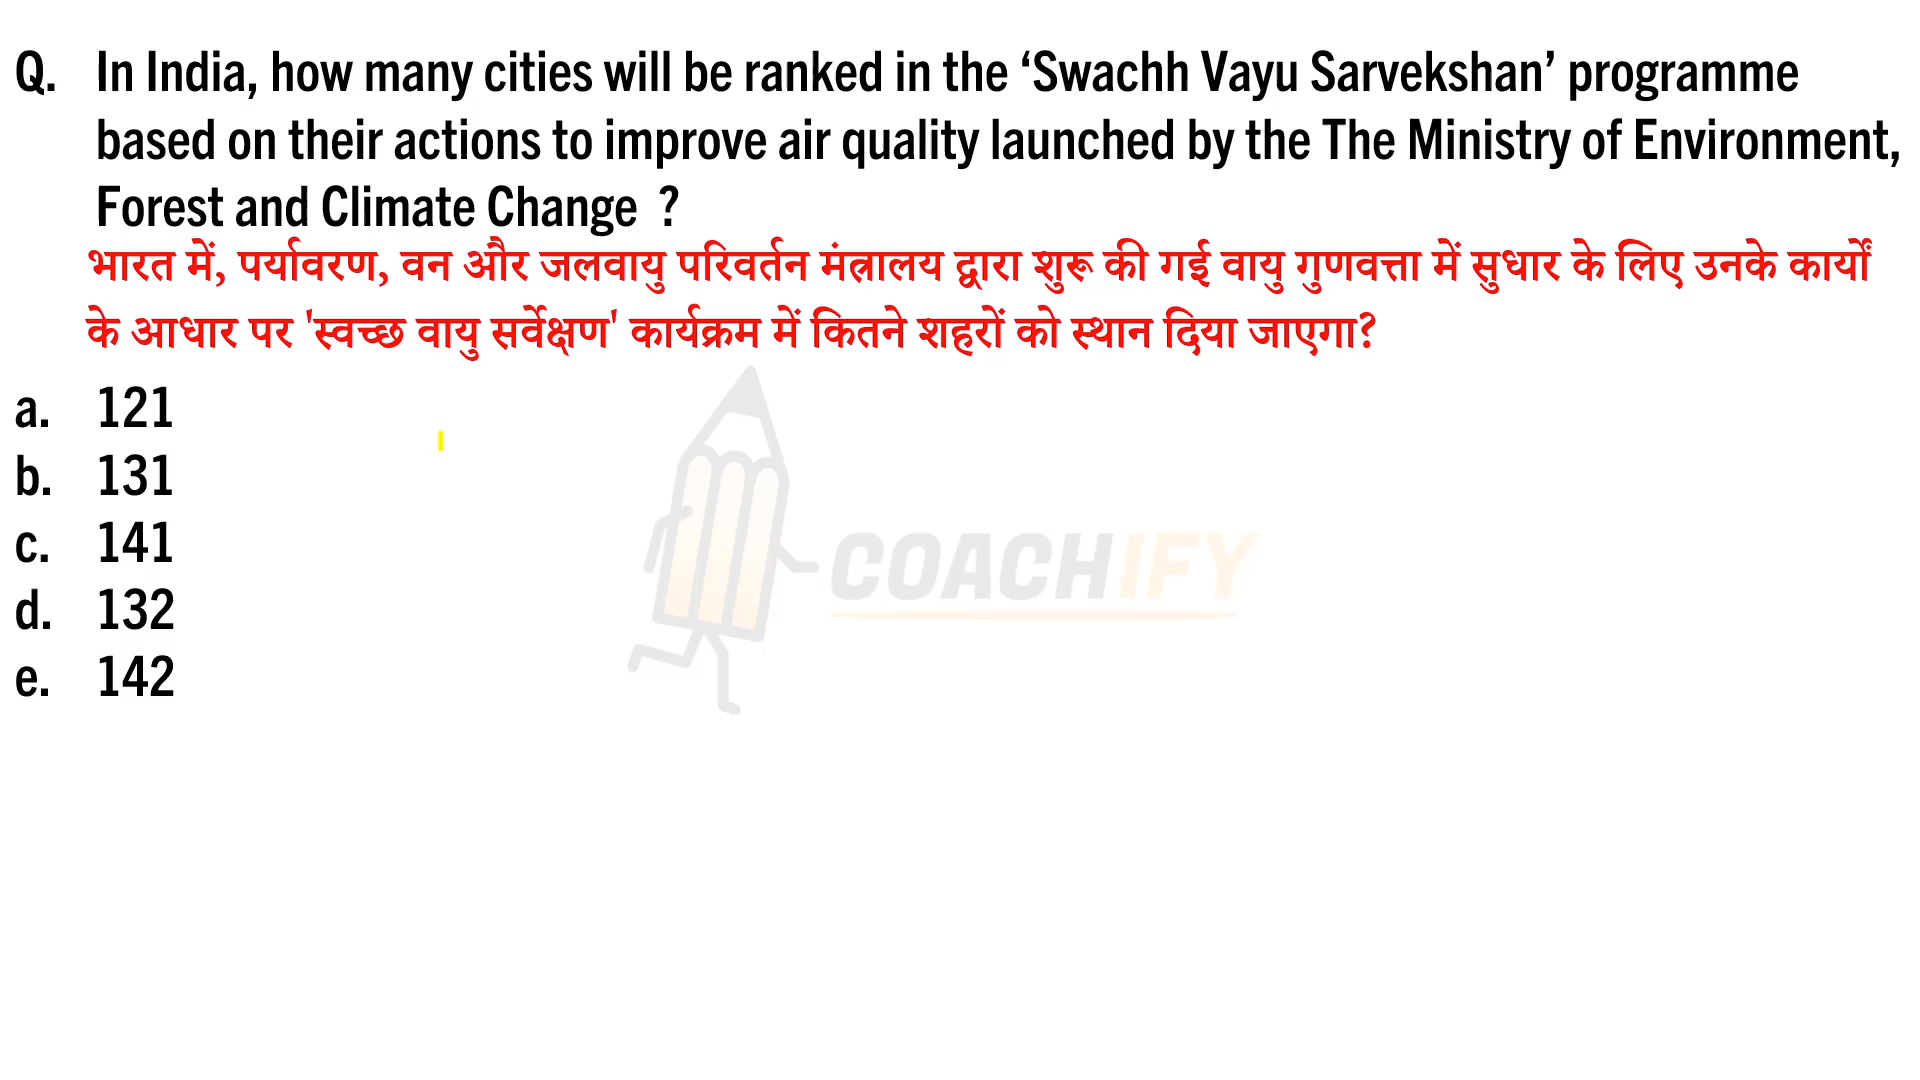 Q. In India, how many cities will be ranked in the ‘Swachh Vayu Sarvekshan’ programme
based on their actions to improve air quality launched by the The Ministry of Environment,
Forest and Climate Change ?
भारत में, पर्यावरण, वन और जलवायु परिवर्तन मंत्रालय द्वारा शुरू की गई वायु गुणवत्ता में सुधार के लिए उनके कार्यों
के आधार पर 'स्वच्छ वायु सर्वेक्षण' कार्यक्रम में कितने शहरों को स्थान दिया जाएगा?
a. 121
b. 131
c. 141
d. 132
e. 142
COACHIFY